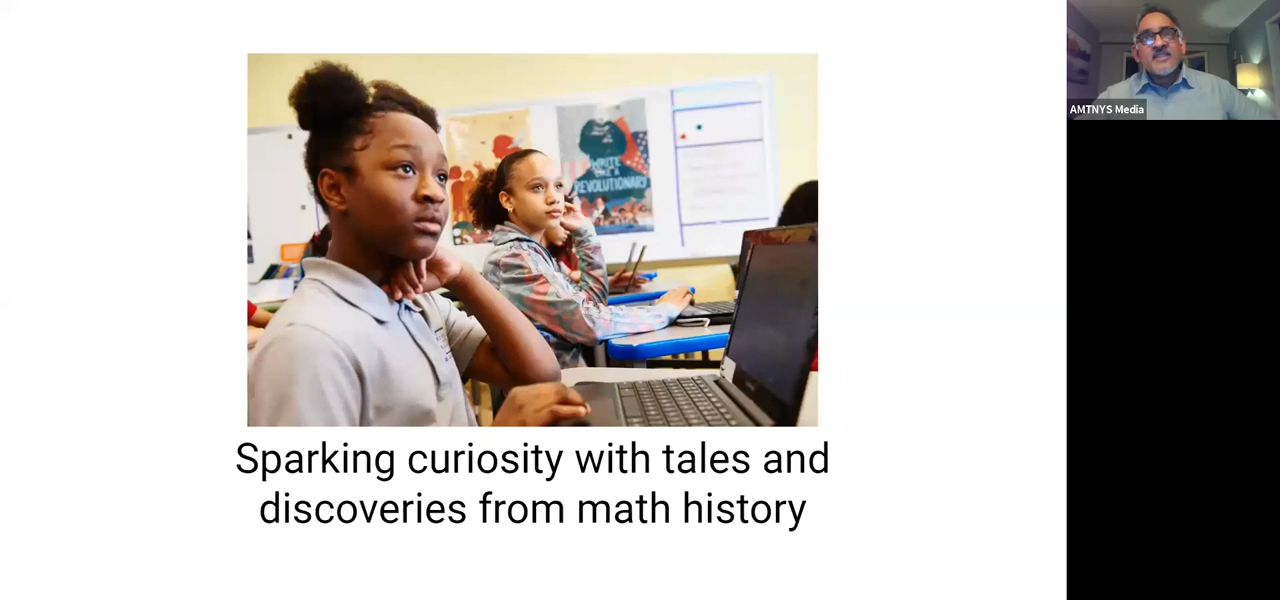 WRITE
LIKE A
REVOLUTIONARY
AMTNYS Media
Sparking curiosity with tales and
discoveries from math history